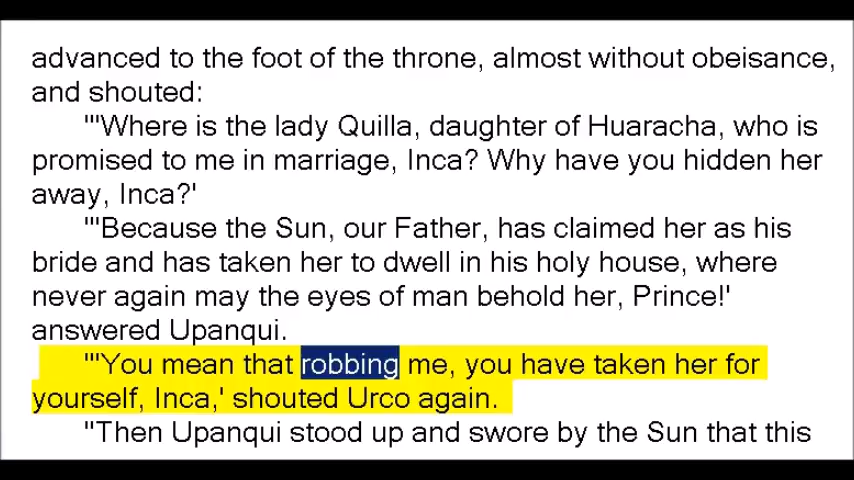 advanced to the foot of the throne, almost without obeisance,
and shouted:
"'Where is the lady Quilla, daughter of Huaracha, who is
promised to me in marriage, Inca? Why have you hidden her
away, Inca?'
"'Because the Sun, our Father, has claimed her as his
bride and has taken her to dwell in his holy house, where
never again may the eyes of man behold her, Prince!'
answered Upanqui.
"'You mean that robbing me, you have taken her for
yourself, Inca,' shouted Urco again.
"Then Upanqui stood up and swore by the Sun that this